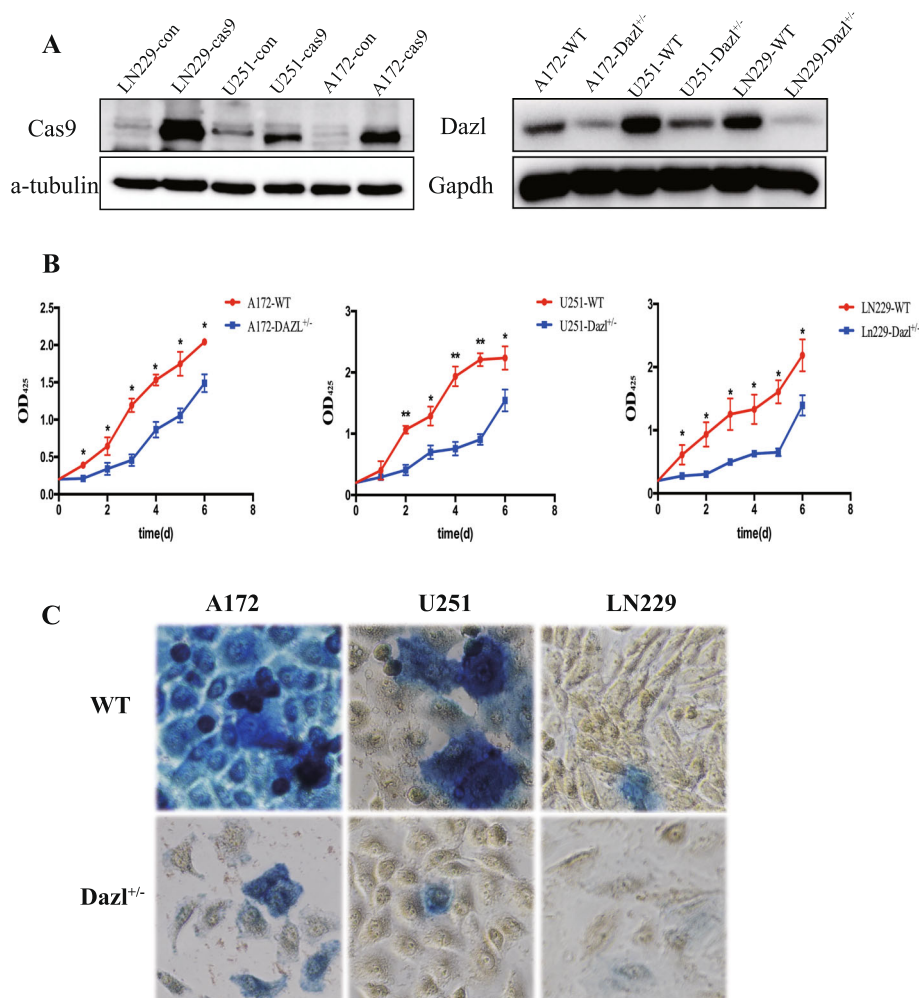 A
LN229-con
LN229-cas9
U251-con
U251-cas9
A172-con
A172-cas9
Cas9
a-tubulin
A172-WT
A172-Dazl+/-
U251-WT
U251-Dazl+/-
LN229-WT
LN229-Dazl+/-
Dazl
Gapdh
B
A172-WT
A172-DAZL+/-
OD425
2.5
2.0
1.5
1.0
0.5
0.0
0 2 4 6 8
time(d)
* * * * * *
U251-WT
U251-Dazl+/-
OD425
3
2
1
0
0 2 4 6 8
time(d)
** * ** ** *
LN229-WT
Ln229-Dazl+/-
OD425
3
2
1
0
0 2 4 6 8
time(d)
* * * * * *
C
A172 U251 LN229
WT
Dazl+/-